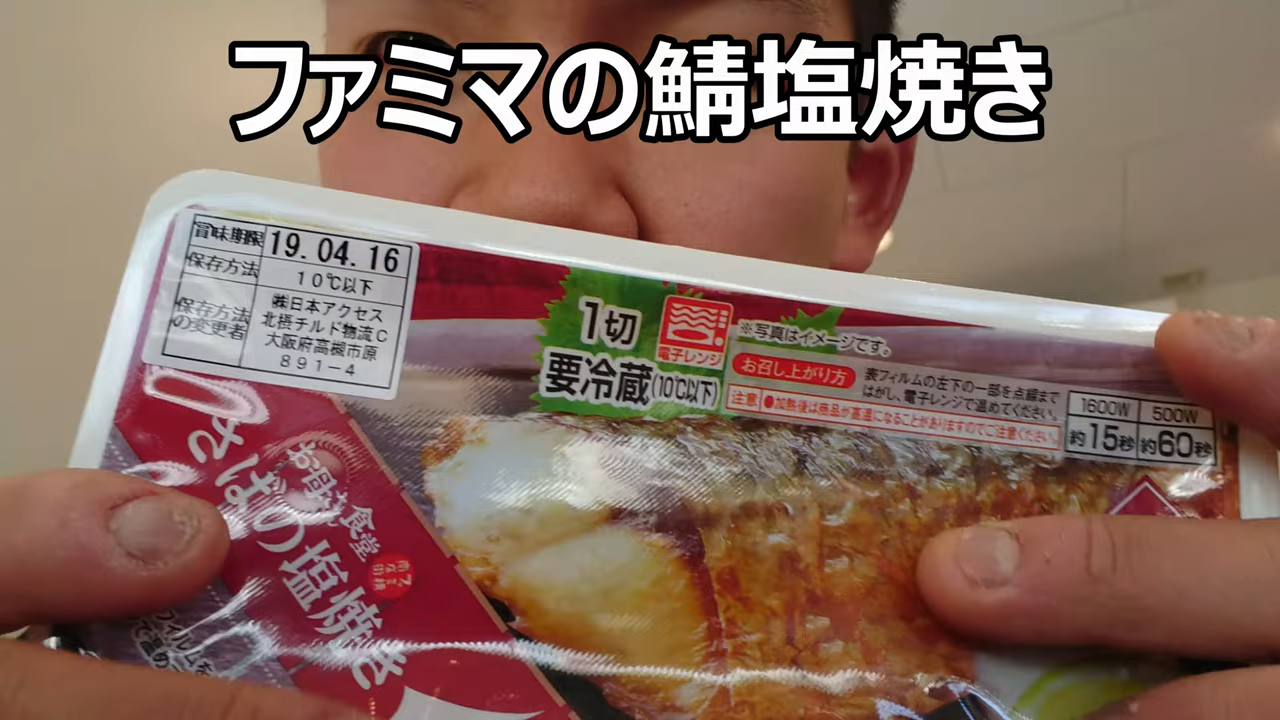 ファミマの鯖塩焼き
賞味期限 19.04.16
保存方法 10℃以下
保存方法の変更者 ㈱日本アクセス
北摂チルド物流C
大阪府高槻市原
891-4
1切
電子レンジ
要冷蔵(10℃以下)
※写真はイメージです。
お召し上がり方 表フィルムの左下の一部を点線まで
はがし、電子レンジで温めてください。
注意 ●加熱後は商品が高温になることがありますのでご注意ください。
1600W 500W
約15秒 約60秒
お母さん食堂
さばの塩焼き